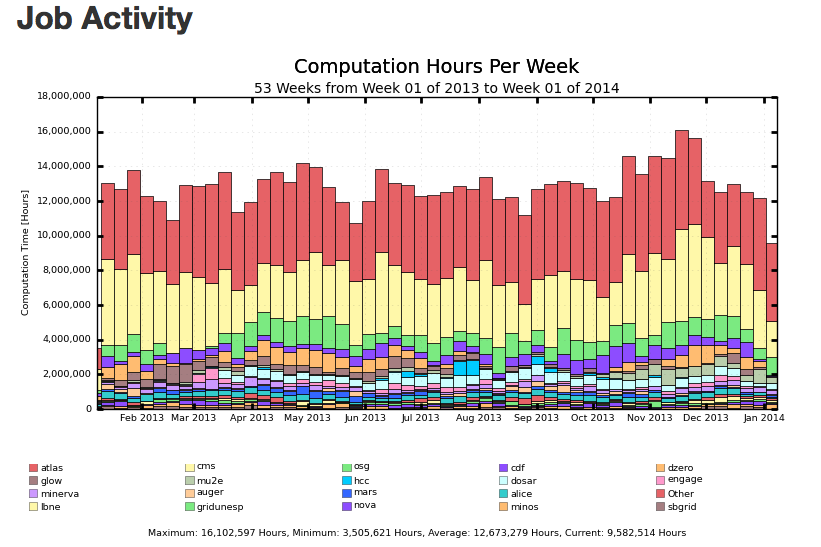 Job Activity
Computation Hours Per Week
53 Weeks from Week 01 of 2013 to Week 01 of 2014
18,000,000
16,000,000
14,000,000
12,000,000
10,000,000
8,000,000
6,000,000
4,000,000
2,000,000
0
Computation Time [Hours]
Feb 2013 Mar 2013 Apr 2013 May 2013 Jun 2013 Jul 2013 Aug 2013 Sep 2013 Oct 2013 Nov 2013 Dec 2013 Jan 2014
atlas cms osg cdf dzero
glow mu2e hcc dosar engage
minerva auger mars alice Other
lbne gridunesp nova minos sbgrid
Maximum: 16,102,597 Hours, Minimum: 3,505,621 Hours, Average: 12,673,279 Hours, Current: 9,582,514 Hours